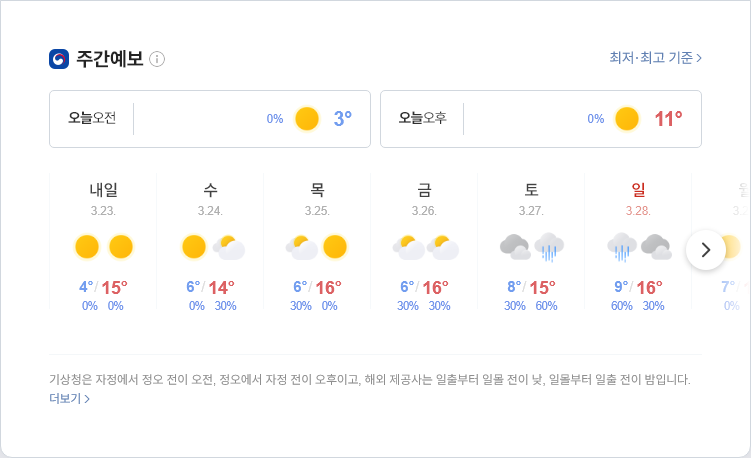 주간예보
최저·최고 기준
오늘오전 0% 3°
오늘오후 0% 11°
내일 수 목 금 토 일
3.23. 3.24. 3.25. 3.26. 3.27. 3.28. 3.
4°/15° 6°/14° 6°/16° 6°/16° 8°/15° 9°/16° 7°
0% 0% 0% 30% 30% 0% 30% 30% 30% 60% 60% 30% 0%
기상청은 자정에서 정오 전이 오전, 정오에서 자정 전이 오후이고, 해외 제공사는 일출부터 일몰 전이 낮, 일몰부터 일출 전이 밤입니다.
더보기